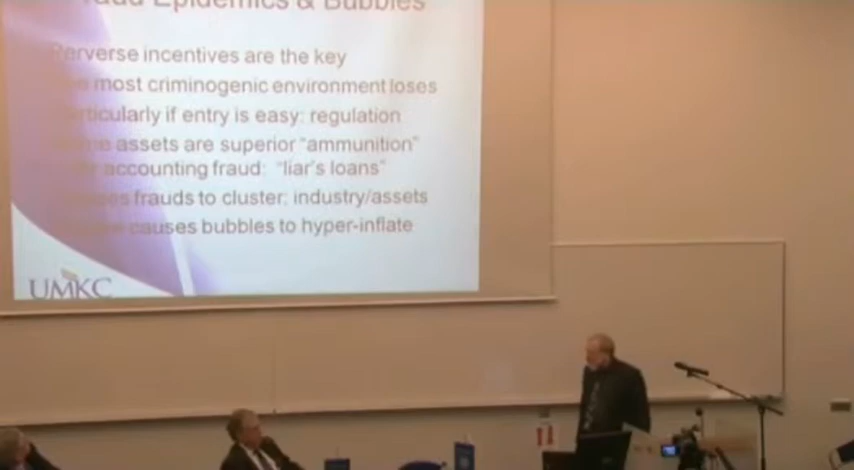 Epidemics & Bubbles
Perverse incentives are the key
most criminogenic environment loses
Particularly if entry is easy: regulation
assets are superior "ammunition"
accounting fraud: "liar's loans"
frauds to cluster: industry/assets
causes bubbles to hyper-inflate
UMKC